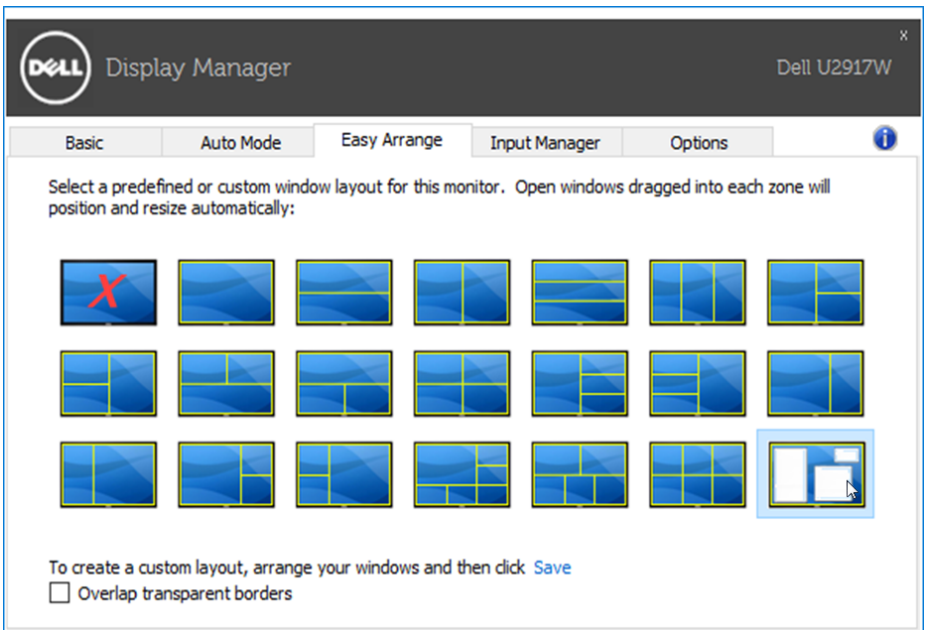 x
DELL Display Manager
Dell U2917W
Basic Auto Mode Easy Arrange Input Manager Options i
Select a predefined or custom window layout for this monitor. Open windows dragged into each zone will
position and resize automatically:
X
To create a custom layout, arrange your windows and then click Save
Overlap transparent borders